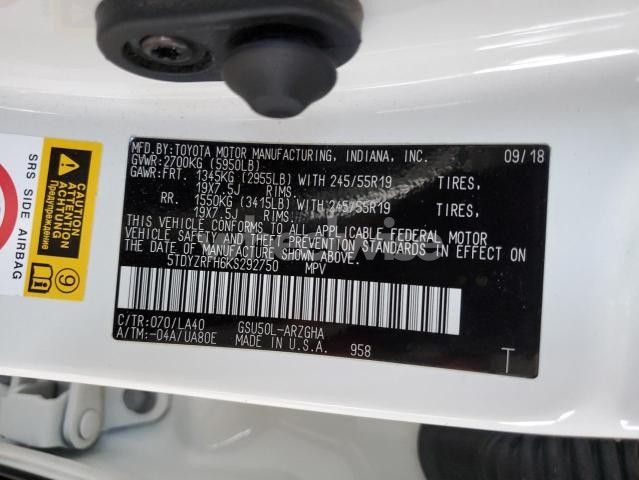 MFD.BY: TOYOTA MOTOR MANUFACTURING, INDIANA, INC. 09/18
GVWR: 2700KG (5950LB)
GAWR:FRT. 1345KG (2955LB) WITH 245/55R19 TIRES,
19X7.5J RIMS
RR. 1550KG (3415LB) WITH 245/55R19 TIRES,
19X7.5J RIMS
THIS VEHICLE CONFORMS TO ALL APPLICABLE FEDERAL MOTOR
VEHICLE SAFETY AND THEFT PREVENTION STANDARDS IN EFFECT ON
THE DATE OF MANUFACTURE SHOWN ABOVE.
5TDYZRFH6KS292750 MPV
C/TR:070/LA40 GSU50L-ARZGHA
A/TM:-04A/UA80E MADE IN U.S.A. 958 T
SRS SIDE AIRBAG
CAUTION
ATTENTION
Предупреждение
9